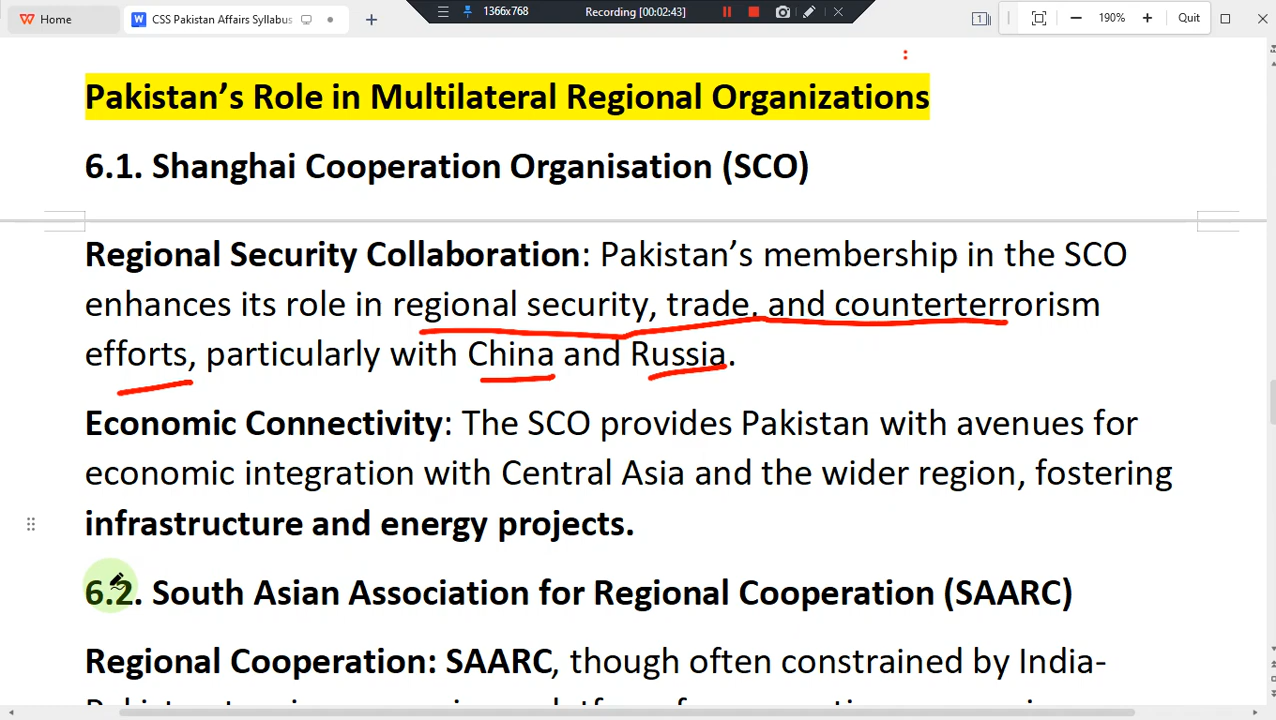 Home
CSS Pakistan Affairs Syllabus
1366x768
Recording [00:02:43]
1
190%
Quit
Pakistan’s Role in Multilateral Regional Organizations
6.1. Shanghai Cooperation Organisation (SCO)
Regional Security Collaboration: Pakistan’s membership in the SCO
enhances its role in regional security, trade, and counterterrorism
efforts, particularly with China and Russia.
Economic Connectivity: The SCO provides Pakistan with avenues for
economic integration with Central Asia and the wider region, fostering
infrastructure and energy projects.
6.2. South Asian Association for Regional Cooperation (SAARC)
Regional Cooperation: SAARC, though often constrained by India-